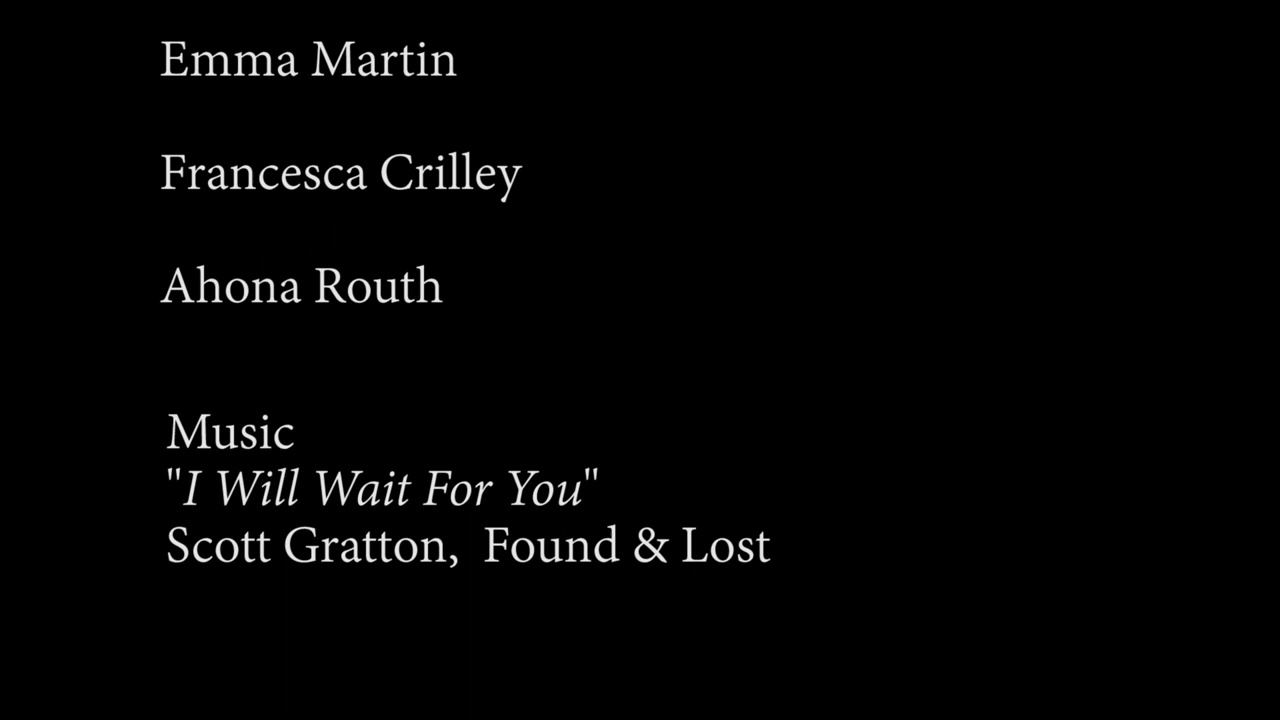 Emma Martin
Francesca Crilley
Ahona Routh
Music
"I Will Wait For You"
Scott Gratton,  Found & Lost